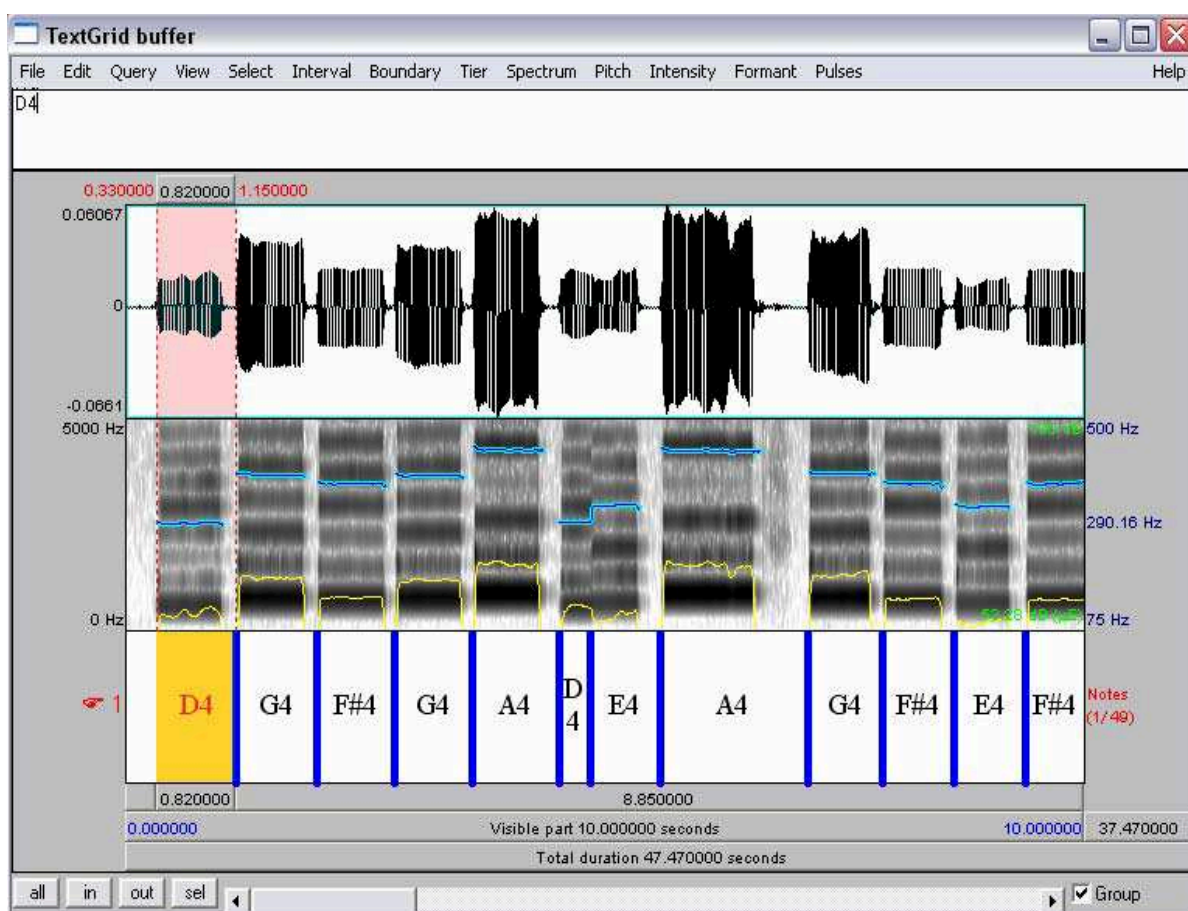 TextGrid buffer
File Edit Query View Select Interval Boundary Tier Spectrum Pitch Intensity Formant Pulses Help
D4
0.330000 0.820000 1.150000
0.06067
0
-0.0661
5000 Hz 500 Hz
290.16 Hz
0 Hz 75 Hz
1 D4 G4 F#4 G4 A4 D4 E4 A4 G4 F#4 E4 F#4 Notes
(1/49)
0.820000 8.850000
0.000000 Visible part 10.000000 seconds 10.000000 37.470000
Total duration 47.470000 seconds
all in out sel Group